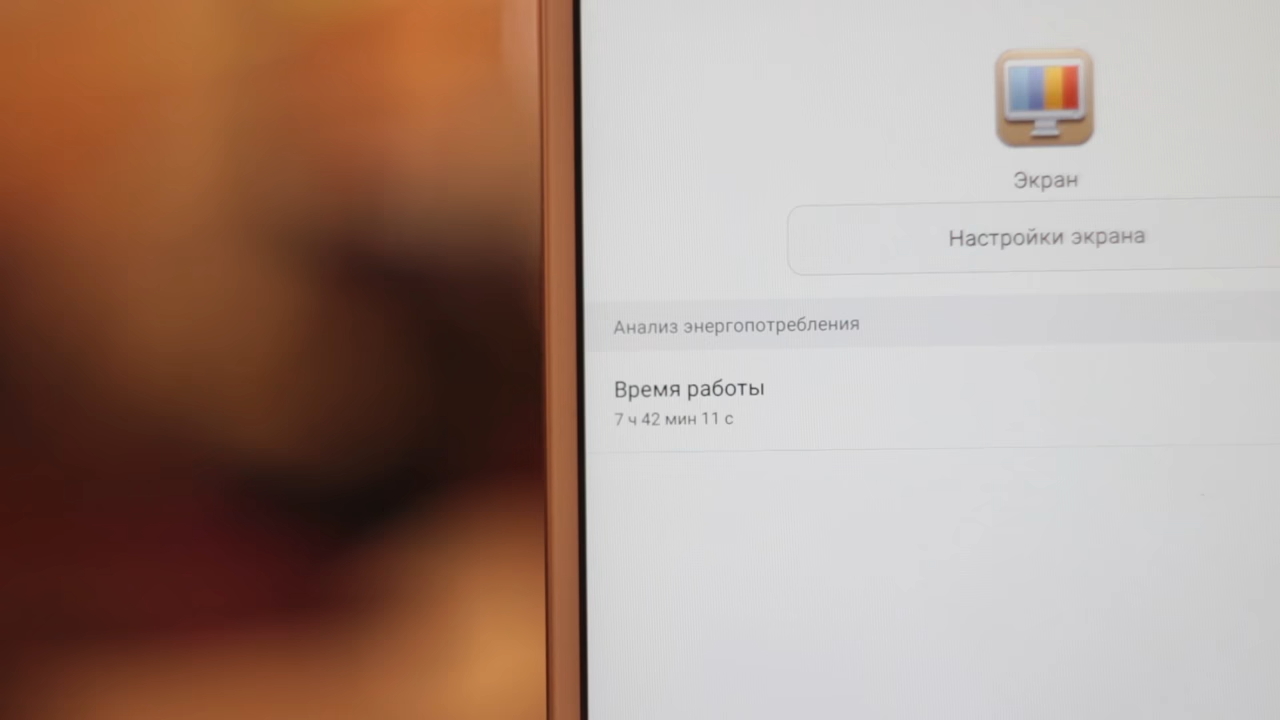 Экран
Настройки экрана
Анализ энергопотребления
Время работы
7 ч 42 мин 11 с